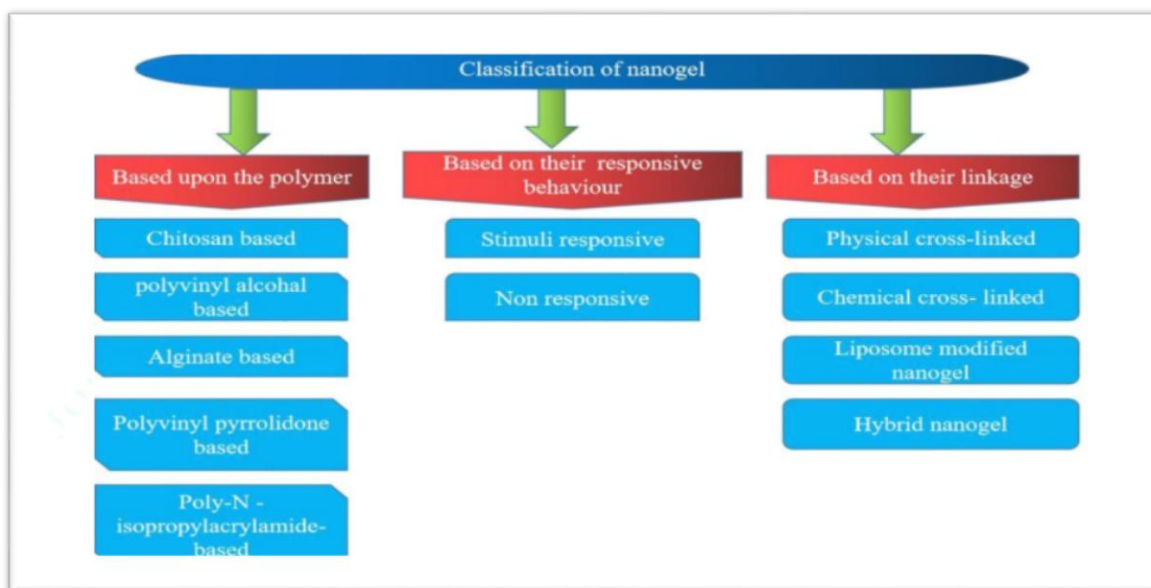 Classification of nanogel
Based upon the polymer
Chitosan based
polyvinyl alcohal
based
Alginate based
Polyvinyl pyrrolidone
based
Poly-N -
isopropylacrylamide-
based
Based on their responsive
behaviour
Stimuli responsive
Non responsive
Based on their linkage
Physical cross-linked
Chemical cross- linked
Liposome modified
nanogel
Hybrid nanogel